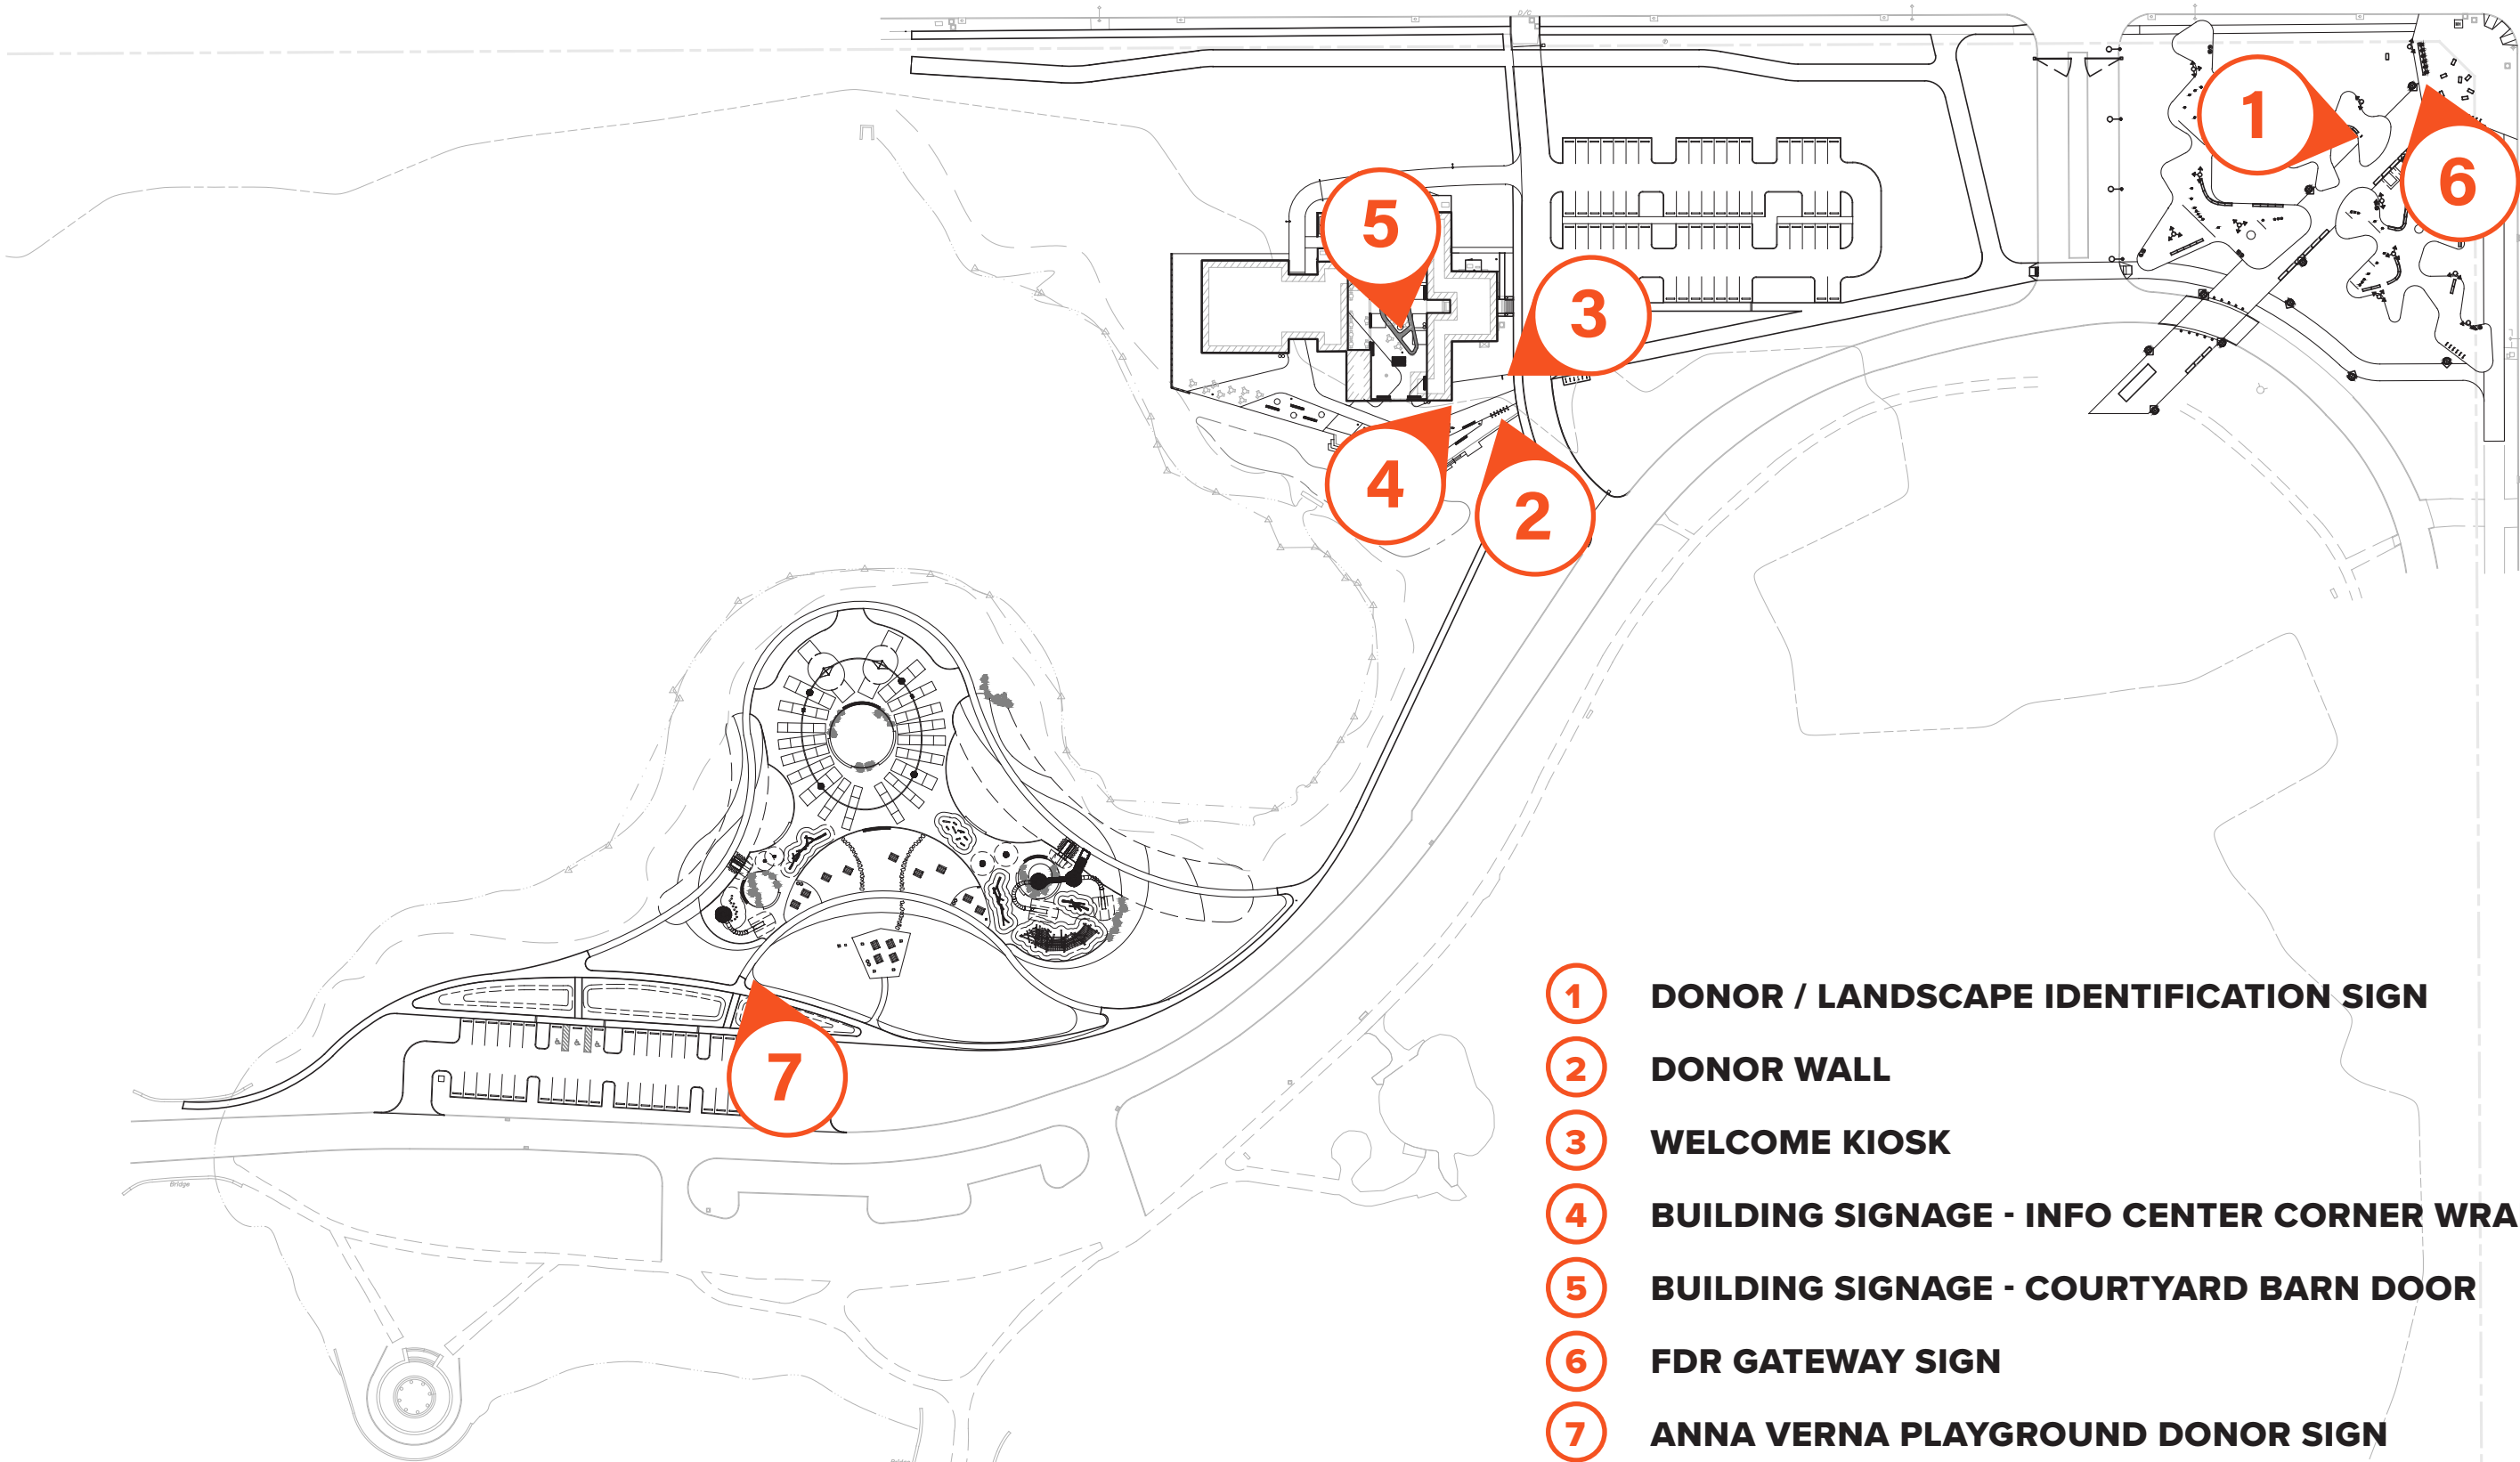 D/C
1
6
5
3
4
2
7
Bridge
Bridge
1 DONOR / LANDSCAPE IDENTIFICATION SIGN
2 DONOR WALL
3 WELCOME KIOSK
4 BUILDING SIGNAGE - INFO CENTER CORNER WRA
5 BUILDING SIGNAGE - COURTYARD BARN DOOR
6 FDR GATEWAY SIGN
7 ANNA VERNA PLAYGROUND DONOR SIGN